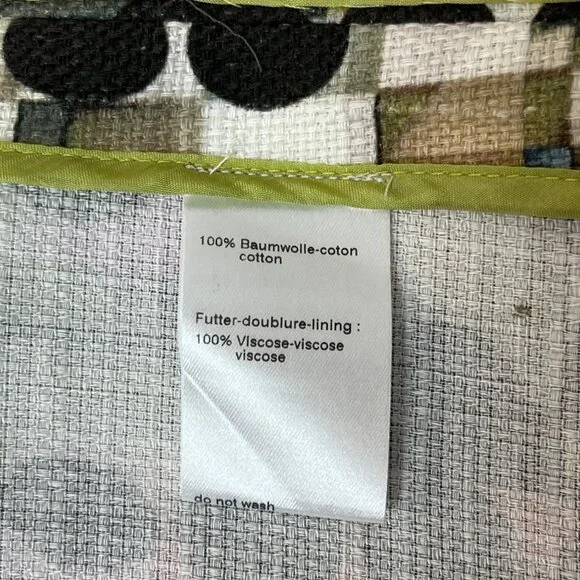 100% Baumwolle-coton
cotton
Futter-doublure-lining :
100% VIscose-viscose
viscose
do not wash